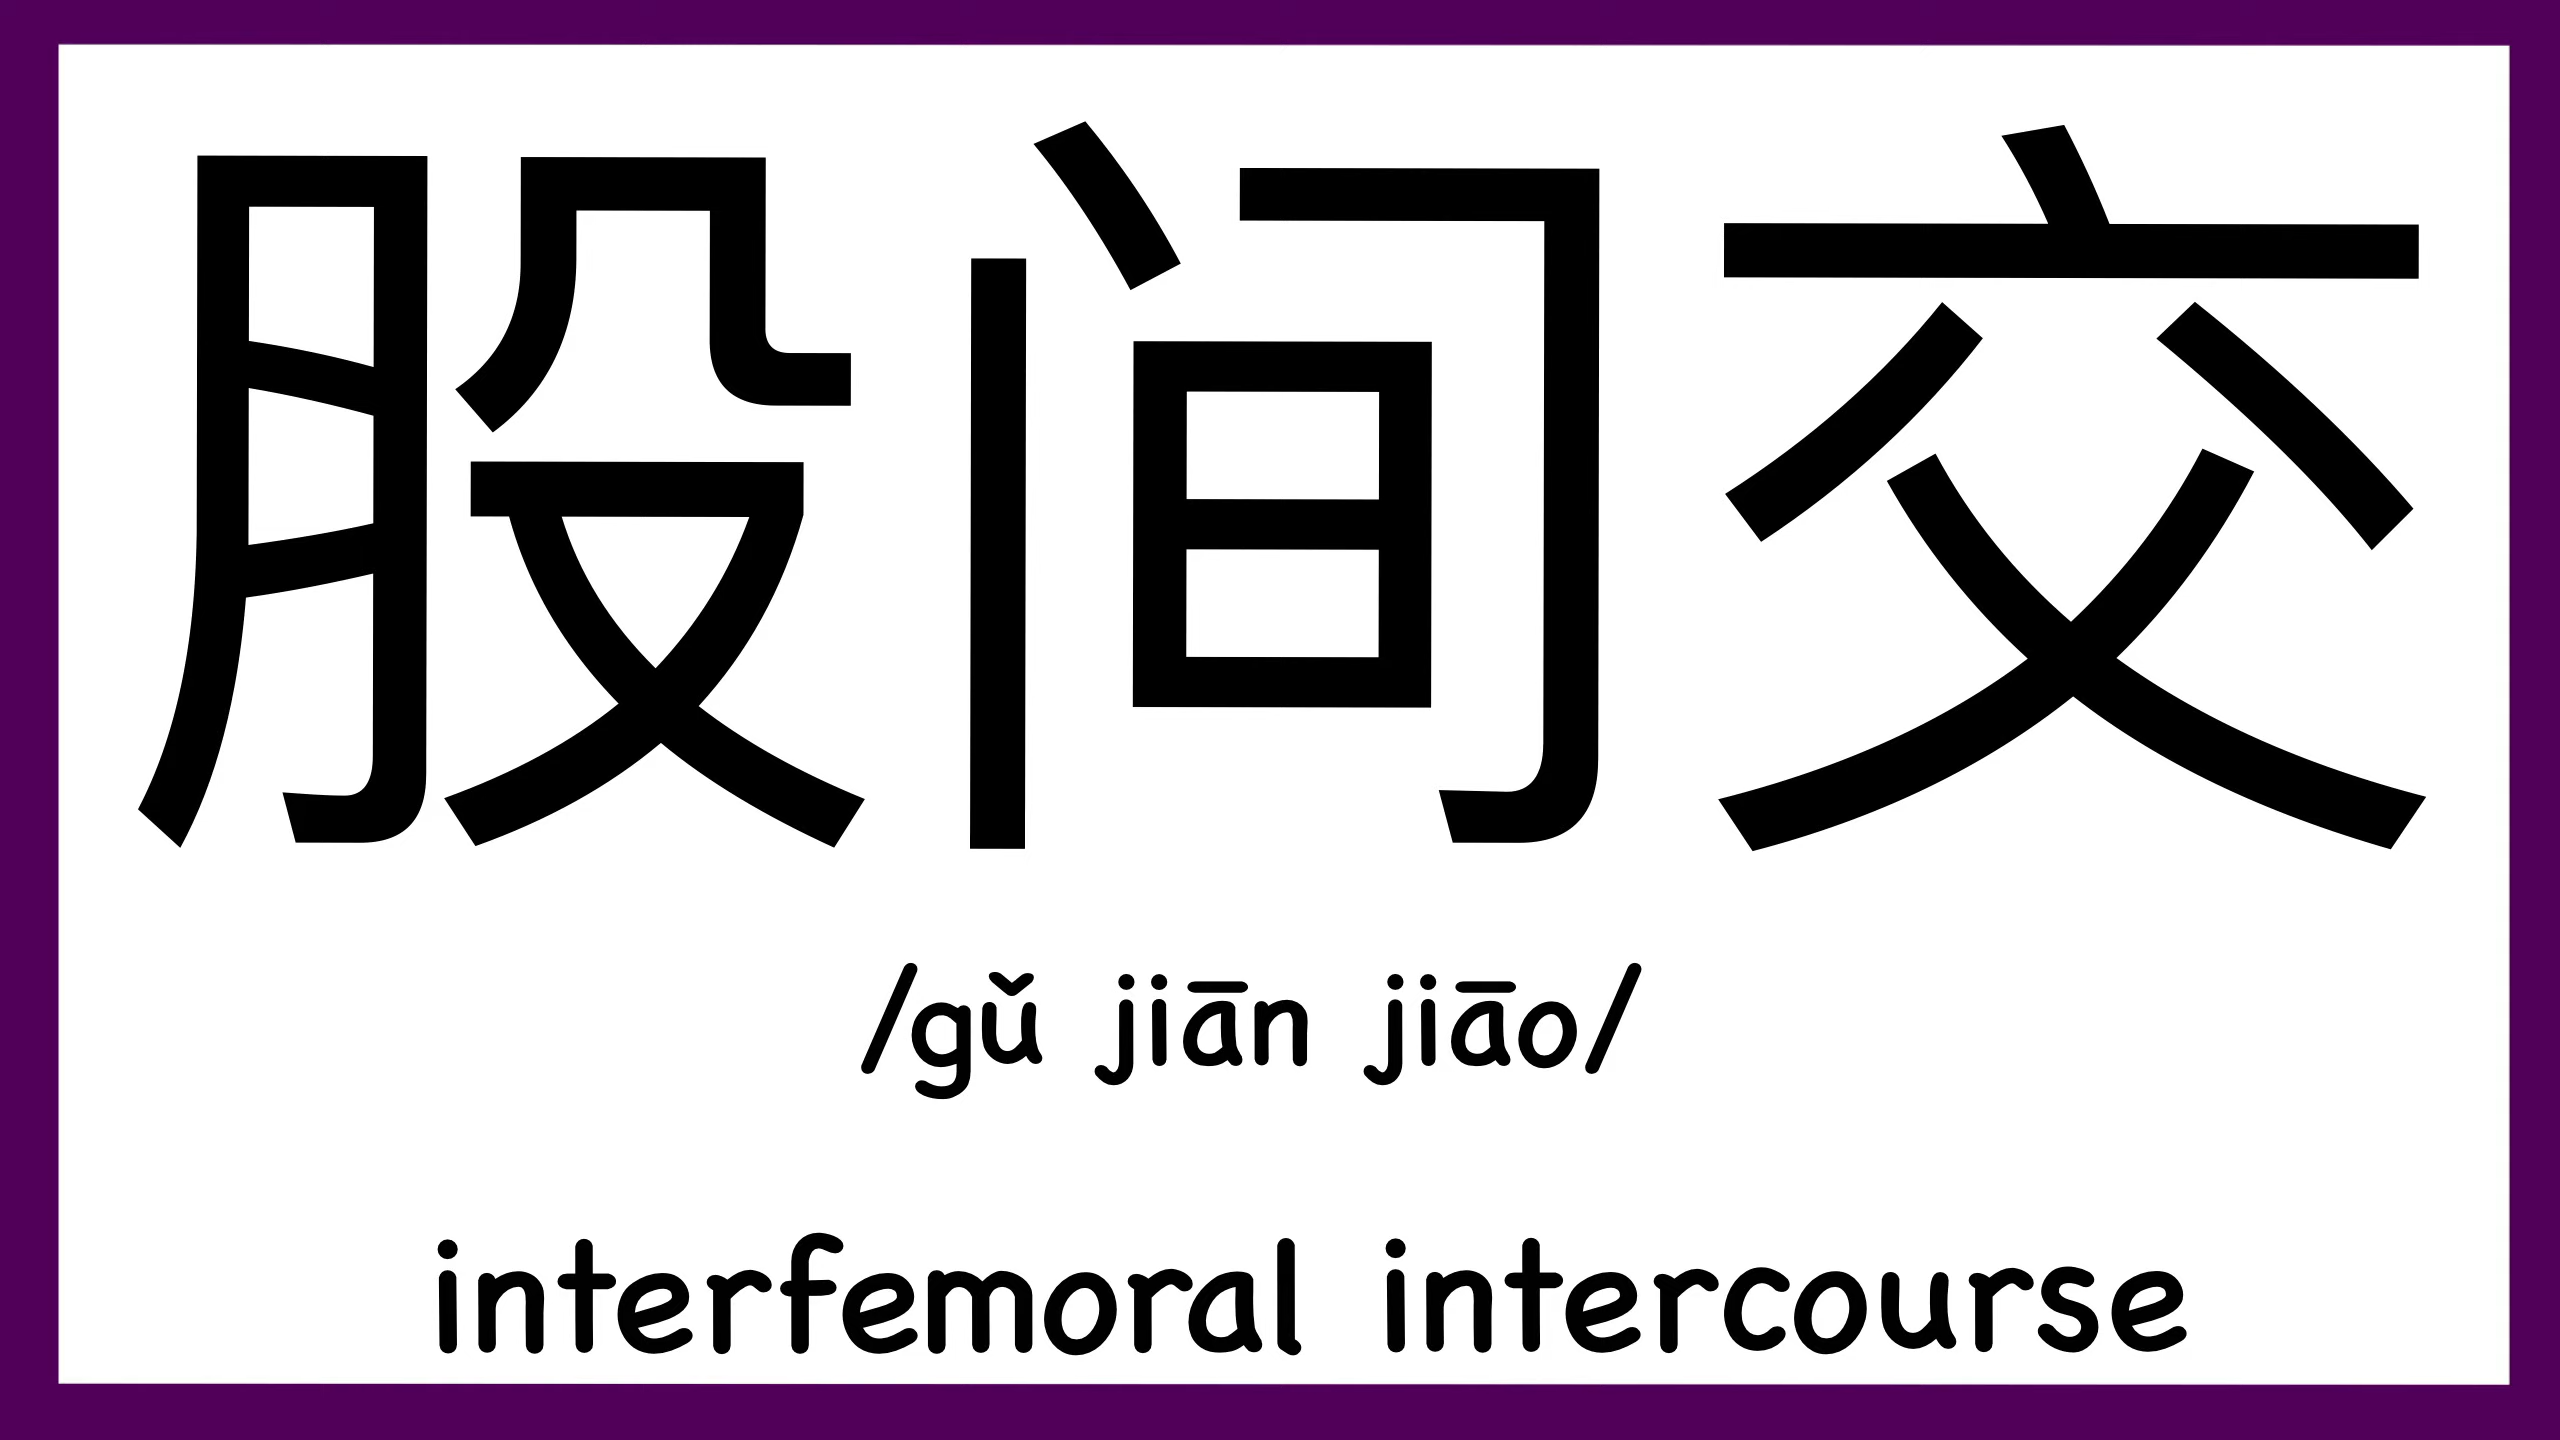 股间交
/gǔ jiān jiāo/
interfemoral intercourse